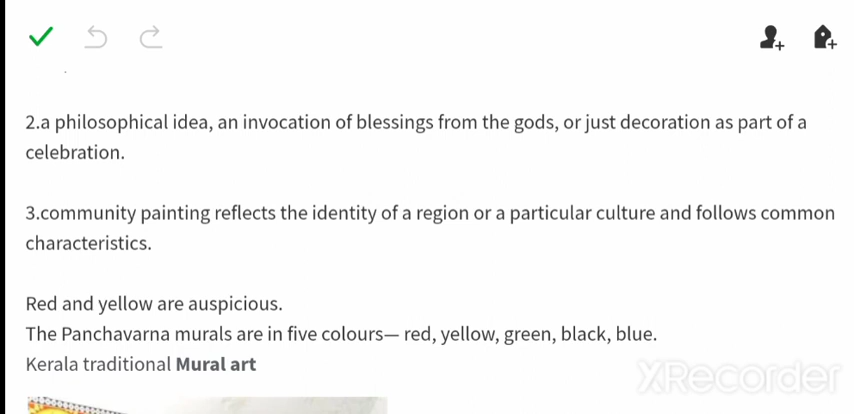 2.a philosophical idea, an invocation of blessings from the gods, or just decoration as part of a
celebration.
3.community painting reflects the identity of a region or a particular culture and follows common
characteristics.
Red and yellow are auspicious.
The Panchavarna murals are in five colours— red, yellow, green, black, blue.
Kerala traditional Mural art
XRecorder